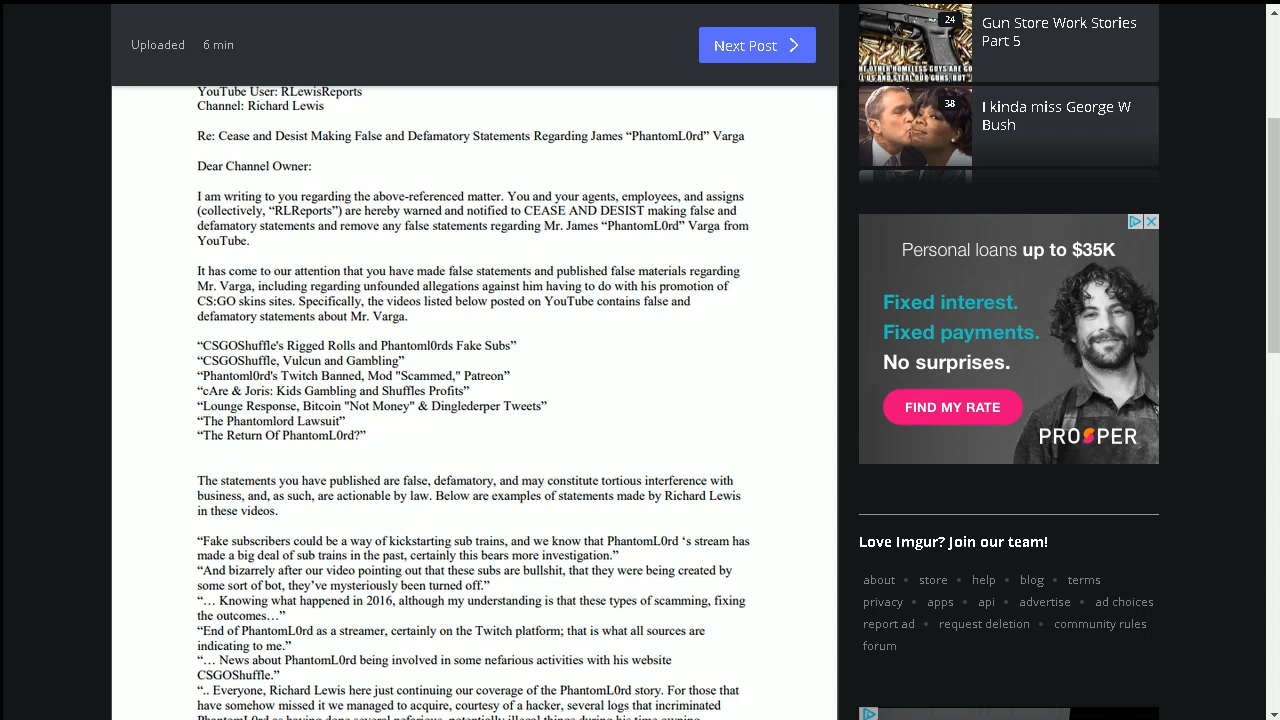 Uploaded 6 min
Next Post
YouTube User: RLewisReports
Channel: Richard Lewis
Re: Cease and Desist Making False and Defamatory Statements Regarding James “PhantomL0rd” Varga
Dear Channel Owner:
I am writing to you regarding the above-referenced matter. You and your agents, employees, and assigns
(collectively, “RLReports”) are hereby warned and notified to CEASE AND DESIST making false and
defamatory statements and remove any false statements regarding Mr. James “PhantomL0rd” Varga from
YouTube.
It has come to our attention that you have made false statements and published false materials regarding
Mr. Varga, including regarding unfounded allegations against him having to do with his promotion of
CS:GO skins sites. Specifically, the videos listed below posted on YouTube contains false and
defamatory statements about Mr. Varga.
“CSGOShuffle's Rigged Rolls and Phantoml0rds Fake Subs”
“CSGOShuffle, Vulcun and Gambling”
“Phantoml0rd's Twitch Banned, Mod "Scammed," Patreon”
“cAre & Joris: Kids Gambling and Shuffles Profits”
“Lounge Response, Bitcoin "Not Money" & Dinglederper Tweets”
“The Phantomlord Lawsuit”
“The Return Of PhantomL0rd?”
The statements you have published are false, defamatory, and may constitute tortious interference with
business, and, as such, are actionable by law. Below are examples of statements made by Richard Lewis
in these videos.
“Fake subscribers could be a way of kickstarting sub trains, and we know that PhantomL0rd ‘s stream has
made a big deal of sub trains in the past, certainly this bears more investigation.”
“And bizarrely after our video pointing out that these subs are bullshit, that they were being created by
some sort of bot, they’ve mysteriously been turned off.”
“… Knowing what happened in 2016, although my understanding is that these types of scamming, fixing
the outcomes…”
“End of PhantomL0rd as a streamer, certainly on the Twitch platform; that is what all sources are
indicating to me.”
“… News about PhantomL0rd being involved in some nefarious activities with his website
CSGOShuffle.”
“.. Everyone, Richard Lewis here just continuing our coverage of the PhantomL0rd story. For those that
have somehow missed it we managed to acquire, courtesy of a hacker, several logs that incriminated
PhantomL0rd as having done several nefarious, potentially illegal things during his time owning
24
Gun Store Work Stories
Part 5
38
I kinda miss George W
Bush
Personal loans up to $35K
Fixed interest.
Fixed payments.
No surprises.
FIND MY RATE
PROSPER
Love Imgur? Join our team!
about • store • help • blog • terms
privacy • apps • api • advertise • ad choices
report ad • request deletion • community rules
forum